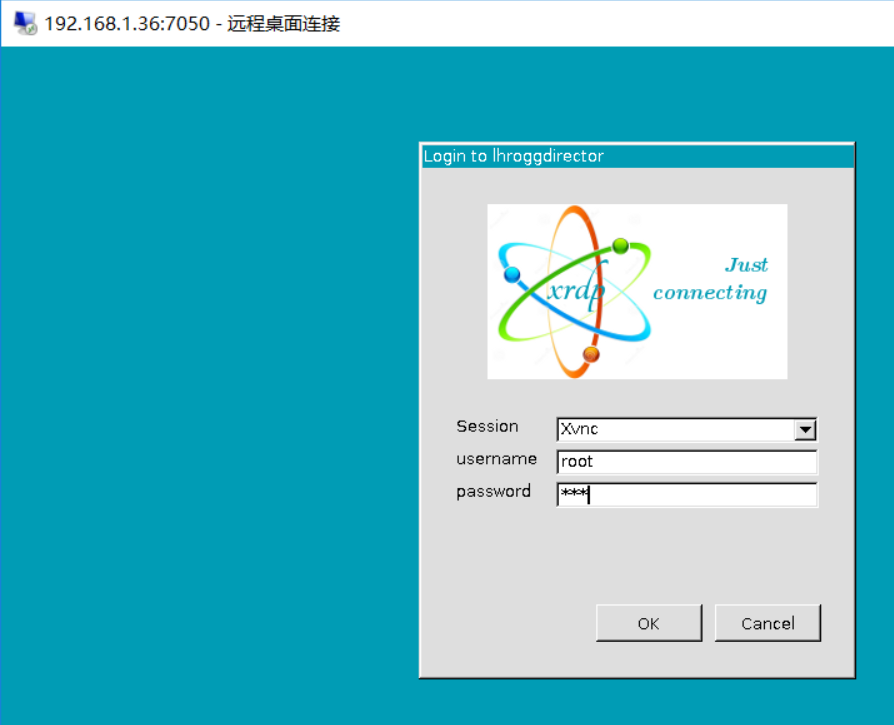 192.168.1.36:7050 - 远程桌面连接
Login to lhroggdirector
xrdp
Just
connecting
Session Xvnc
username root
password ***
OK Cancel